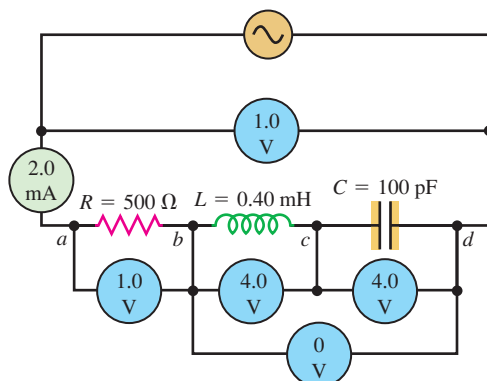 1.0
V
2.0
mA
R = 500 Ω
L = 0.40 mH
C = 100 pF
a
b
c
d
1.0
V
4.0
V
4.0
V
0
V